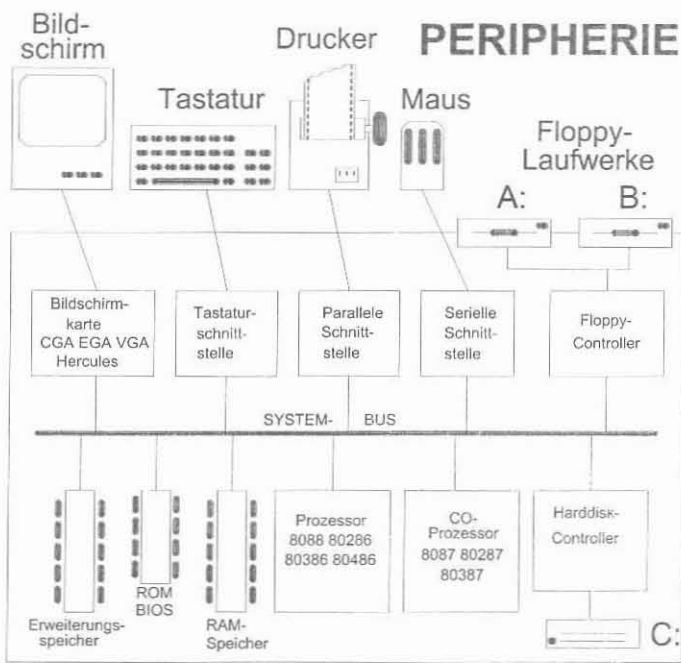 Bild-
schirm
Drucker
PERIPHERIE
Tastatur
Maus
Floppy-
Laufwerke
A:
B:
Bildschirm-
karte
CGA EGA VGA
Hercules
Tastatur-
schnitt-
stelle
Parallele
Schnitt-
stelle
Serielle
Schnitt-
stelle
Floppy-
Controller
SYSTEM- BUS
Erweiterungs-
speicher
ROM
BIOS
RAM-
Speicher
Prozessor
8088 80286
80386 80486
CO-
Prozessor
8087 80287
80387
Harddisk-
Controller
C: